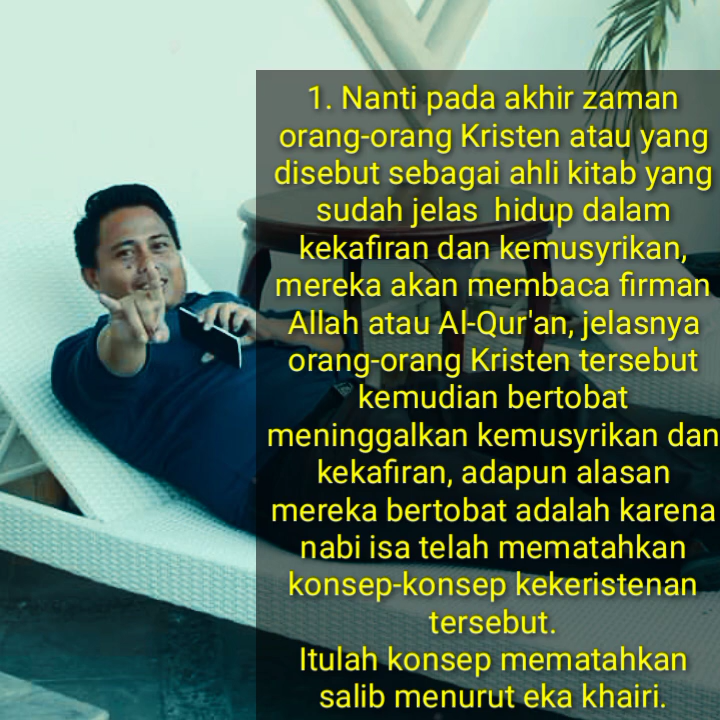 1. Nanti pada akhir zaman
orang-orang Kristen atau yang
disebut sebagai ahli kitab yang
sudah jelas hidup dalam
kekafiran dan kemusyrikan,
mereka akan membaca firman
Allah atau Al-Qur'an, jelasnya
orang-orang Kristen tersebut
kemudian bertobat
meninggalkan kemusyrikan dan
kekafiran, adapun alasan
mereka bertobat adalah karena
nabi isa telah mematahkan
konsep-konsep kekeristenan
tersebut.
Itulah konsep mematahkan
salib menurut eka khairi.